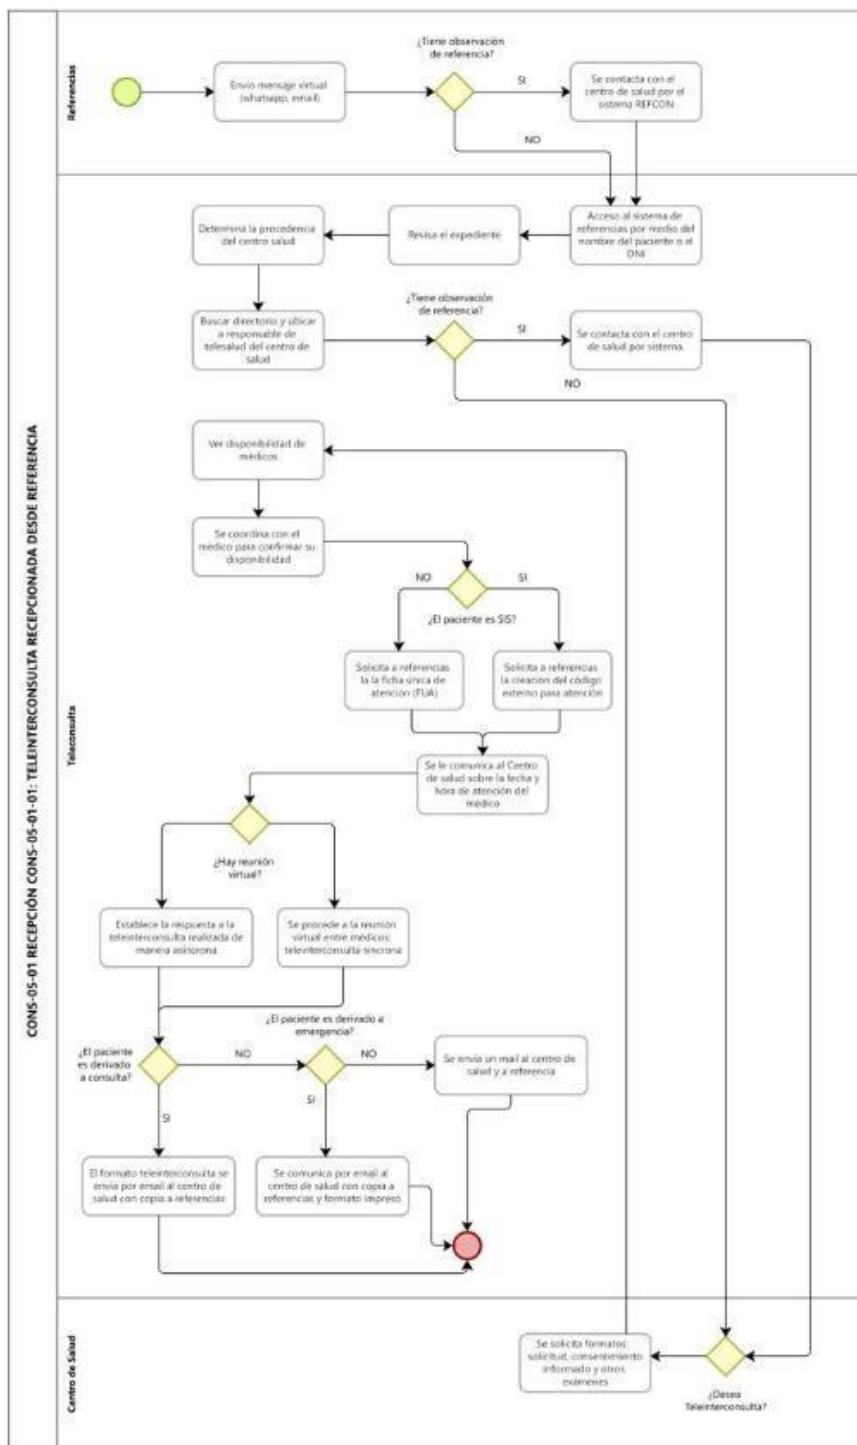 CONS-05-01 RECEPCIÓN CONS-05-01-01: TELEINTERCONSULTA RECEPCIONADA DESDE REFERENCIA
Referencias
¿Tiene observación
de referencia?
Envío mensaje virtual
(whatsapp, email)
SI
Se contacta con el
centro de salud por el
sistema REFCON
NO
Teleconsulta
Determina la procedencia
del centro salud
Revisa el expediente
Acceso al sistema de
referencias por medio del
nombre del paciente o el
DNI
¿Tiene observación
de referencia?
Buscar directorio y ubicar
a responsable de
telesalud del centro de
salud
SI
Se contacta con el centro
de salud por sistema.
NO
Ver disponibilidad de
médicos
Se coordina con el
médico para confirmar su
disponibilidad
NO
SI
¿El paciente es SIS?
Solicita a referencias
la la ficha única de
atención (FUA)
Solicita a referencias
la creación del código
externo para atención
Se le comunica al Centro
de salud sobre la fecha y
hora de atención del
médico
¿Hay reunión
virtual?
Establece la respuesta a la
teleinterconsulta realizada de
manera asíncrona
Se procede a la reunión
virtual entre médicos:
teleinterconsulta síncrona
¿El paciente es derivado a
emergencia?
¿El paciente
es derivado
a consulta?
NO
NO
Se envía un mail al centro de
salud y a referencia
SI
SI
El formato teleinterconsulta se
envía por email al centro de
salud con copia a referencias
Se comunica por email al
centro de salud con copia a
referencias y formato impreso
Centro de Salud
Se solicita formatos:
solicitud, consentimiento
informado y otros
exámenes
¿Desea
Teleinterconsulta?